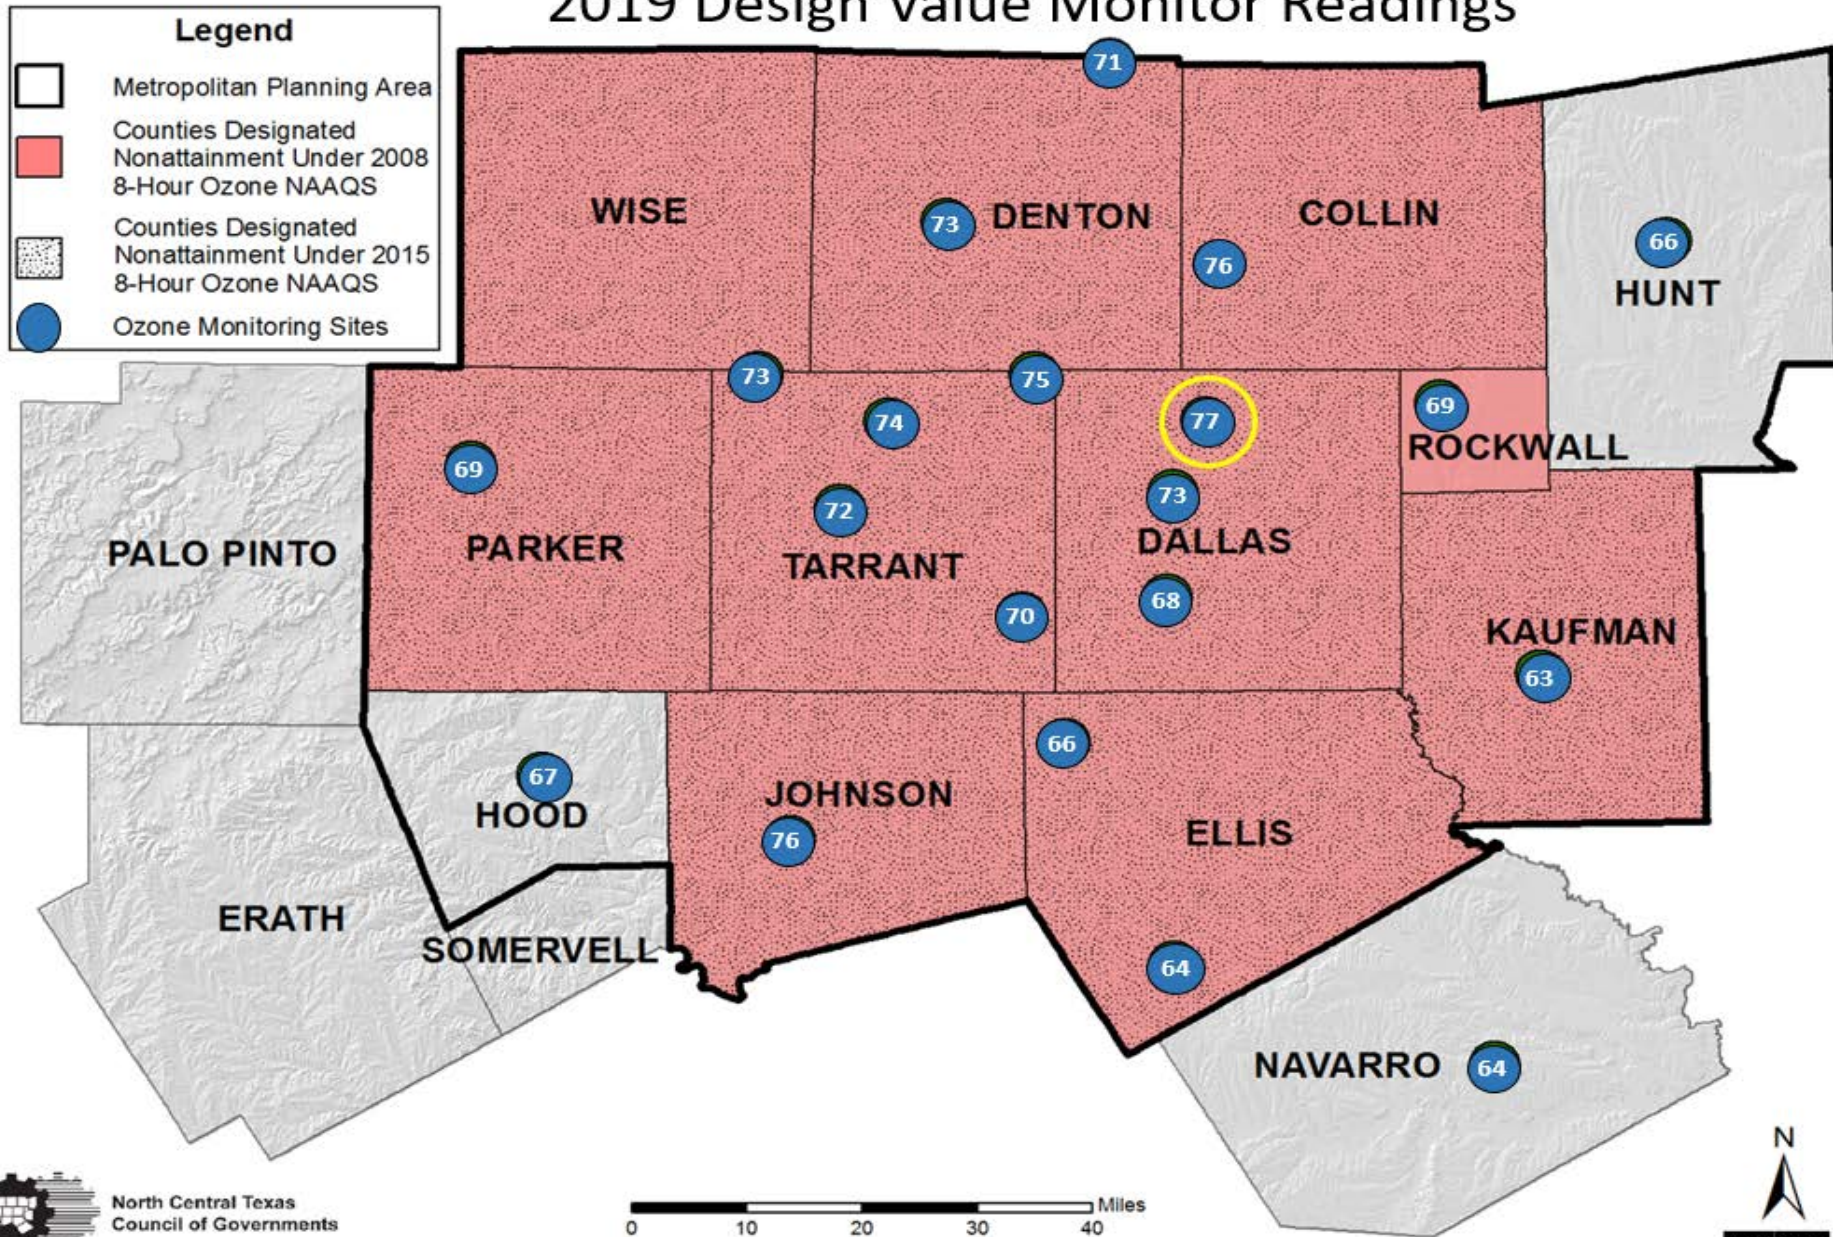 2019 Design Value Monitor Readings
Legend
Metropolitan Planning Area
Counties Designated
Nonattainment Under 2008
8-Hour Ozone NAAQS
Counties Designated
Nonattainment Under 2015
8-Hour Ozone NAAQS
Ozone Monitoring Sites
71
WISE
73 DENTON
COLLIN
76
66
HUNT
73
75
74
77
69
ROCKWALL
69
72
73
PALO PINTO
PARKER
TARRANT
DALLAS
70
68
KAUFMAN
63
67
HOOD
JOHNSON
76
66
ELLIS
ERATH
SOMERVELL
64
NAVARRO 64
N
North Central Texas
Council of Governments
Miles
0 10 20 30 40